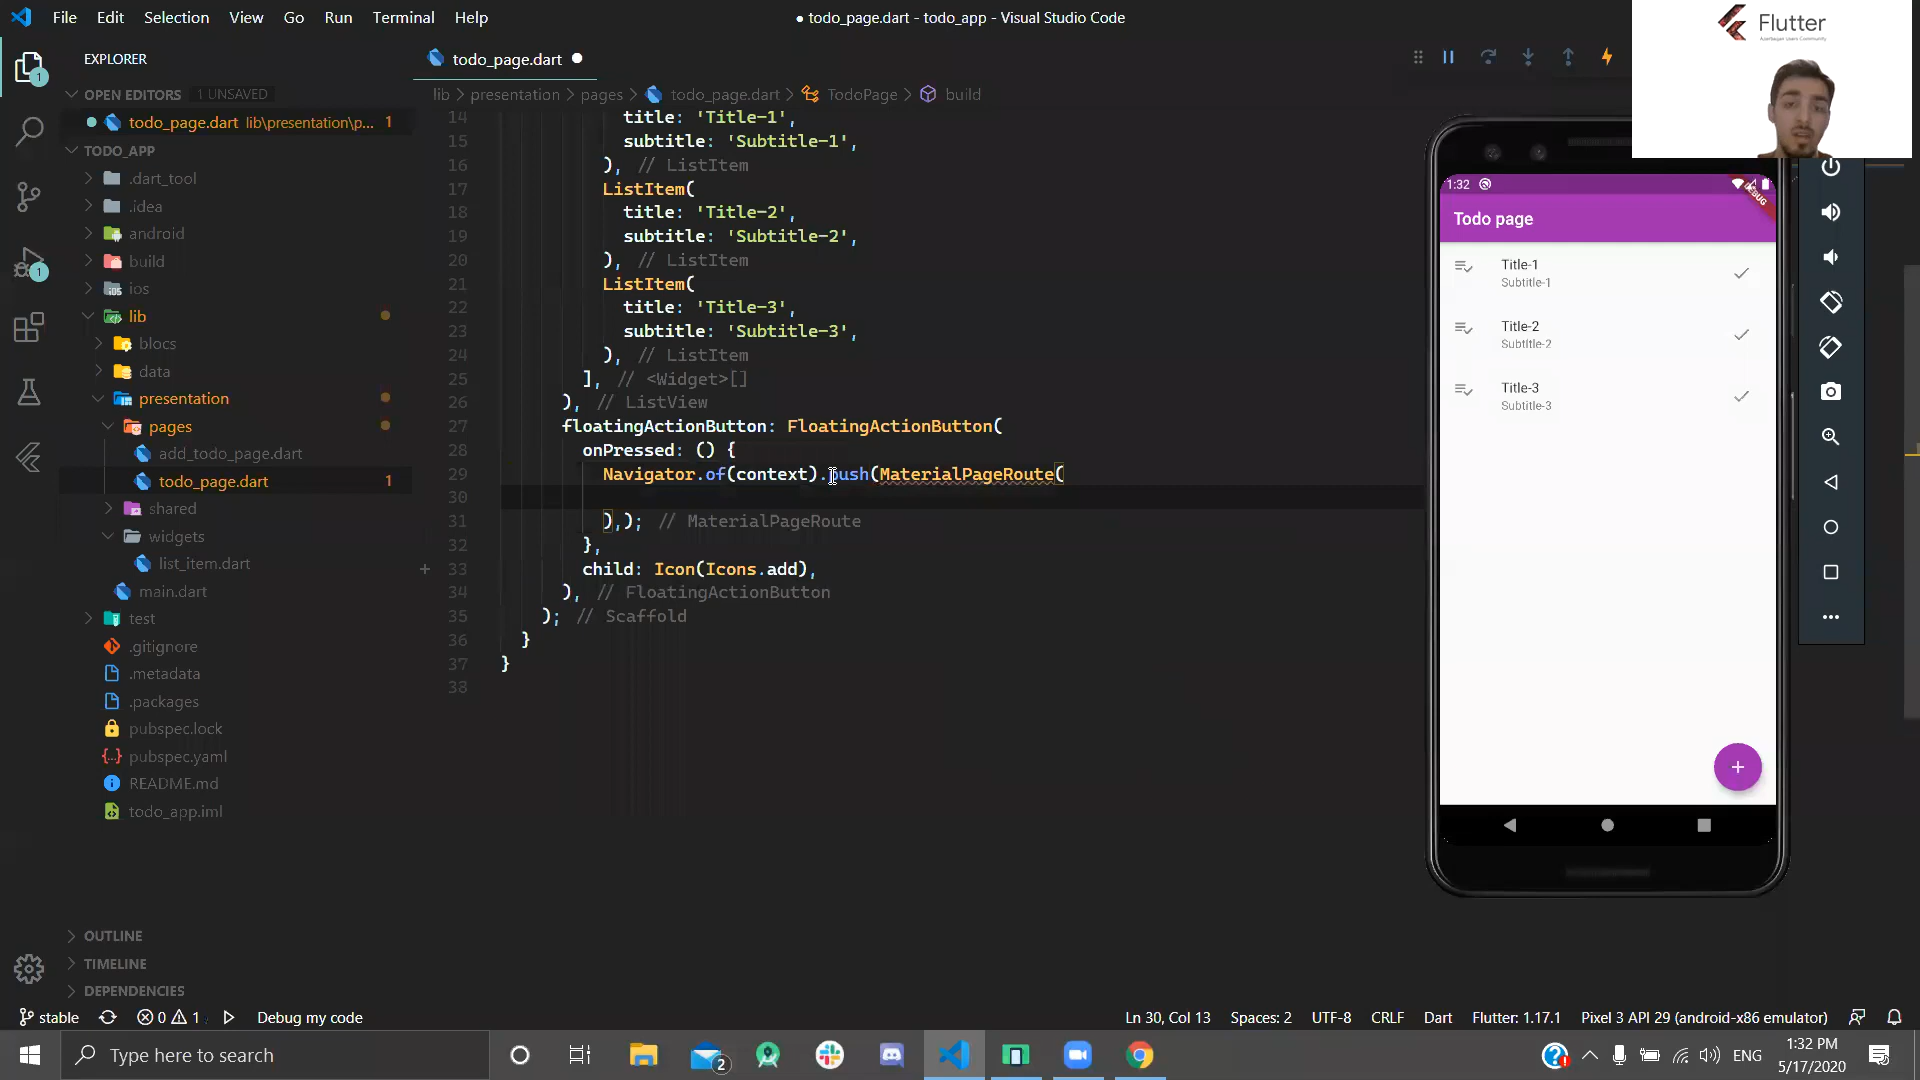 File Edit Selection View Go Run Terminal Help
● todo_page.dart - todo_app - Visual Studio Code
Flutter
EXPLORER
todo_page.dart
OPEN EDITORS 1 UNSAVED
lib > presentation > pages > todo_page.dart > TodoPage > build
todo_page.dart lib\presentation\p... 1
TODO_APP
.dart_tool
.idea
android
build
ios
lib
blocs
data
presentation
pages
add_todo_page.dart
todo_page.dart 1
shared
widgets
list_item.dart
main.dart
test
.gitignore
.metadata
.packages
pubspec.lock
pubspec.yaml
README.md
todo_app.iml
OUTLINE
TIMELINE
DEPENDENCIES
14 title: 'Title-1',
15 subtitle: 'Subtitle-1',
16 ), // ListItem
17 ListItem(
18 title: 'Title-2',
19 subtitle: 'Subtitle-2',
20 ), // ListItem
21 ListItem(
22 title: 'Title-3',
23 subtitle: 'Subtitle-3',
24 ), // ListItem
25 ], // <Widget>[]
26 ), // ListView
27 floatingActionButton: FloatingActionButton(
28 onPressed: () {
29 Navigator.of(context).push(MaterialPageRoute(
30
31 ),); // MaterialPageRoute
32 },
33 child: Icon(Icons.add),
34 ), // FloatingActionButton
35 ); // Scaffold
36 }
37 }
38
1:32
DEBUG
Todo page
Title-1
Subtitle-1
Title-2
Subtitle-2
Title-3
Subtitle-3
stable 0 1 Debug my code
Ln 30, Col 13 Spaces: 2 UTF-8 CRLF Dart Flutter: 1.17.1 Pixel 3 API 29 (android-x86 emulator)
Type here to search
2
ENG
1:32 PM
5/17/2020